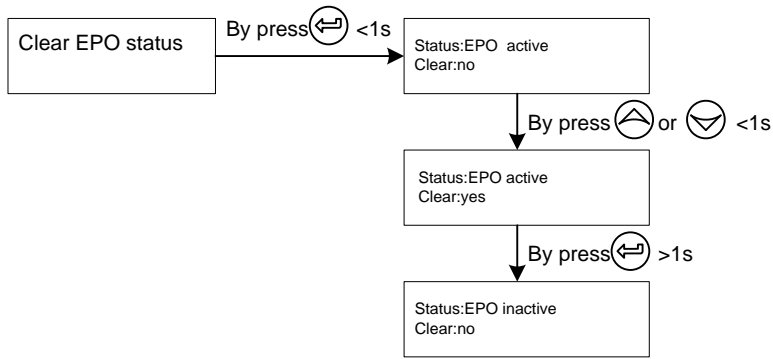 Clear EPO status
By press <1s
Status:EPO active
Clear:no
By press or <1s
Status:EPO active
Clear:yes
By press >1s
Status:EPO inactive
Clear:no